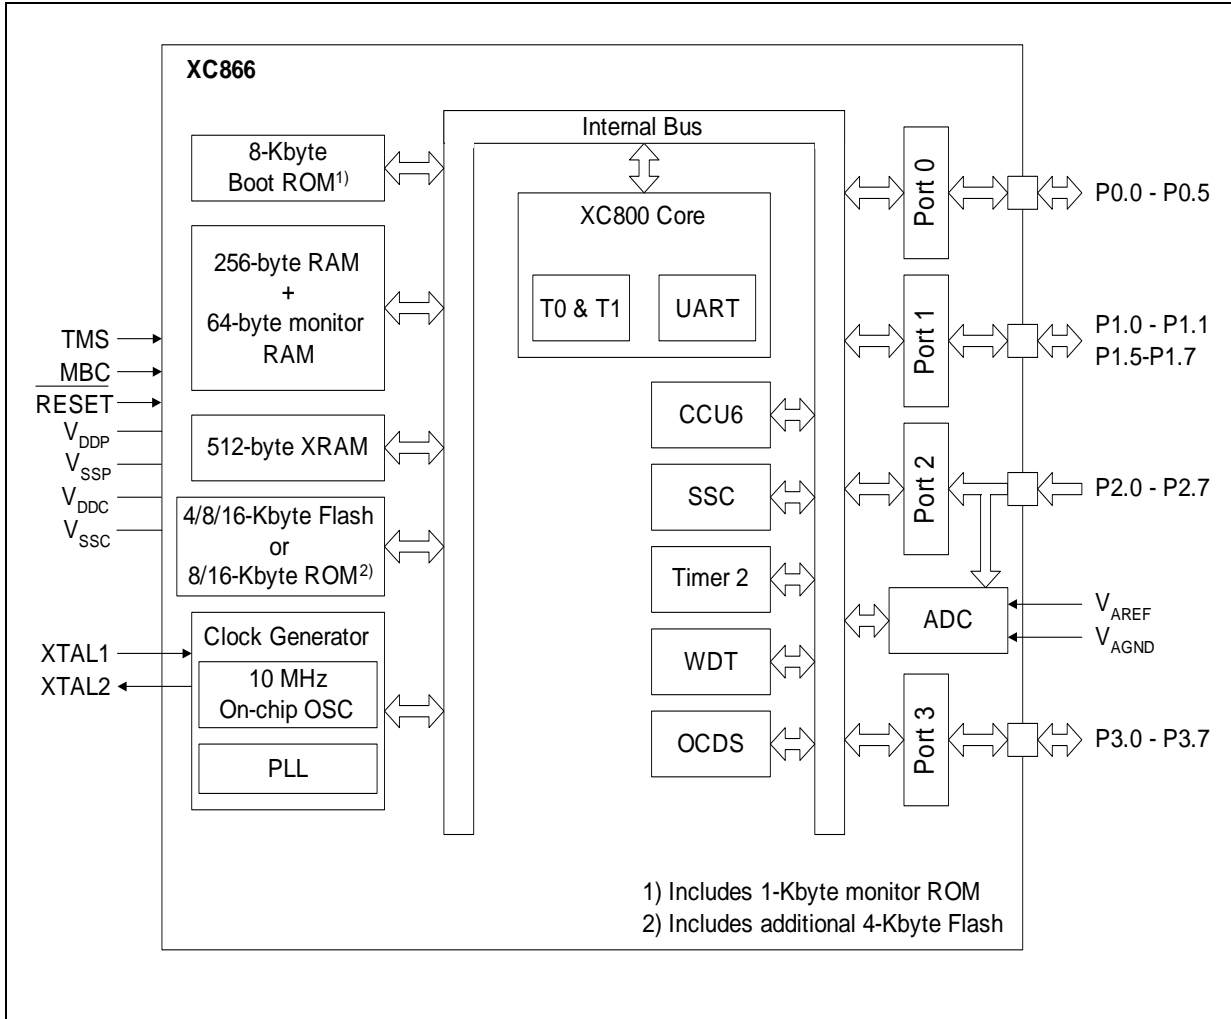 XC866
Internal Bus
8-Kbyte
Boot ROM1)
256-byte RAM
+
64-byte monitor
RAM
512-byte XRAM
4/8/16-Kbyte Flash
or
8/16-Kbyte ROM2)
Clock Generator
10 MHz
On-chip OSC
PLL
TMS
MBC
RESET
VDDP
VSSP
VDDC
VSSC
XTAL1
XTAL2
XC800 Core
T0 & T1
UART
CCU6
SSC
Timer 2
WDT
OCDS
Port 0
Port 1
Port 2
ADC
Port 3
P0.0 - P0.5
P1.0 - P1.1
P1.5-P1.7
P2.0 - P2.7
VAREF
VAGND
P3.0 - P3.7
1) Includes 1-Kbyte monitor ROM
2) Includes additional 4-Kbyte Flash